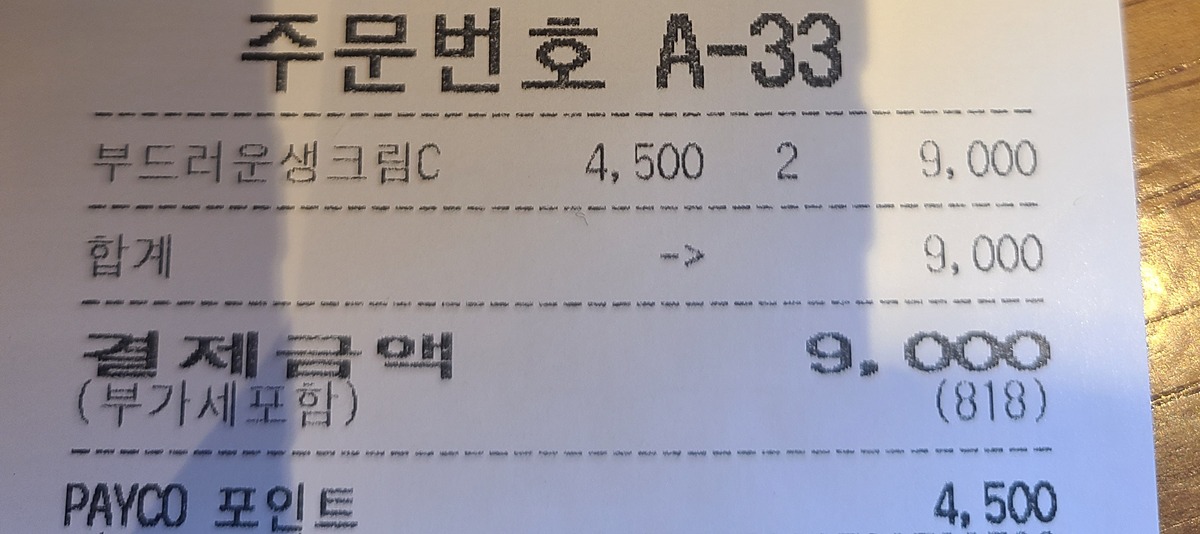 주문번호 A-33
부드러운생크림C 4,500 2 9,000
합계 -> 9,000
결제금액 9,000
(부가세포함) (818)
PAYCO 포인트 4,500